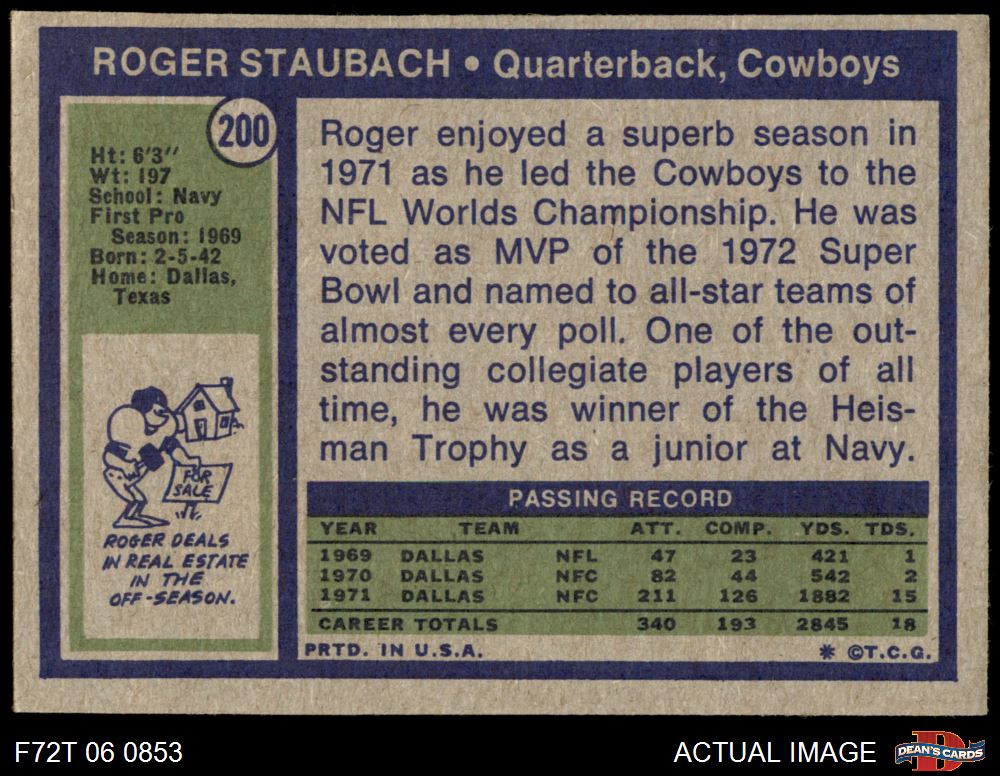 ROGER STAUBACH • Quarterback, Cowboys
200
Ht: 6'3''
Wt: 197
School: Navy
First Pro
Season: 1969
Born: 2-5-42
Home: Dallas,
Texas
FOR
SALE
ROGER DEALS
IN REAL ESTATE
IN THE
OFF-SEASON.
Roger enjoyed a superb season in
1971 as he led the Cowboys to the
NFL Worlds Championship. He was
voted as MVP of the 1972 Super
Bowl and named to all-star teams of
almost every poll. One of the out-
standing collegiate players of all
time, he was winner of the Heis-
man Trophy as a junior at Navy.
PASSING RECORD
YEAR TEAM ATT. COMP. YDS. TDS.
1969 DALLAS NFL 47 23 421 1
1970 DALLAS NFC 82 44 542 2
1971 DALLAS NFC 211 126 1882 15
CAREER TOTALS 340 193 2845 18
PRTD. IN U.S.A. * ©T.C.G.
F72T 06 0853 ACTUAL IMAGE DEAN'S CARDS